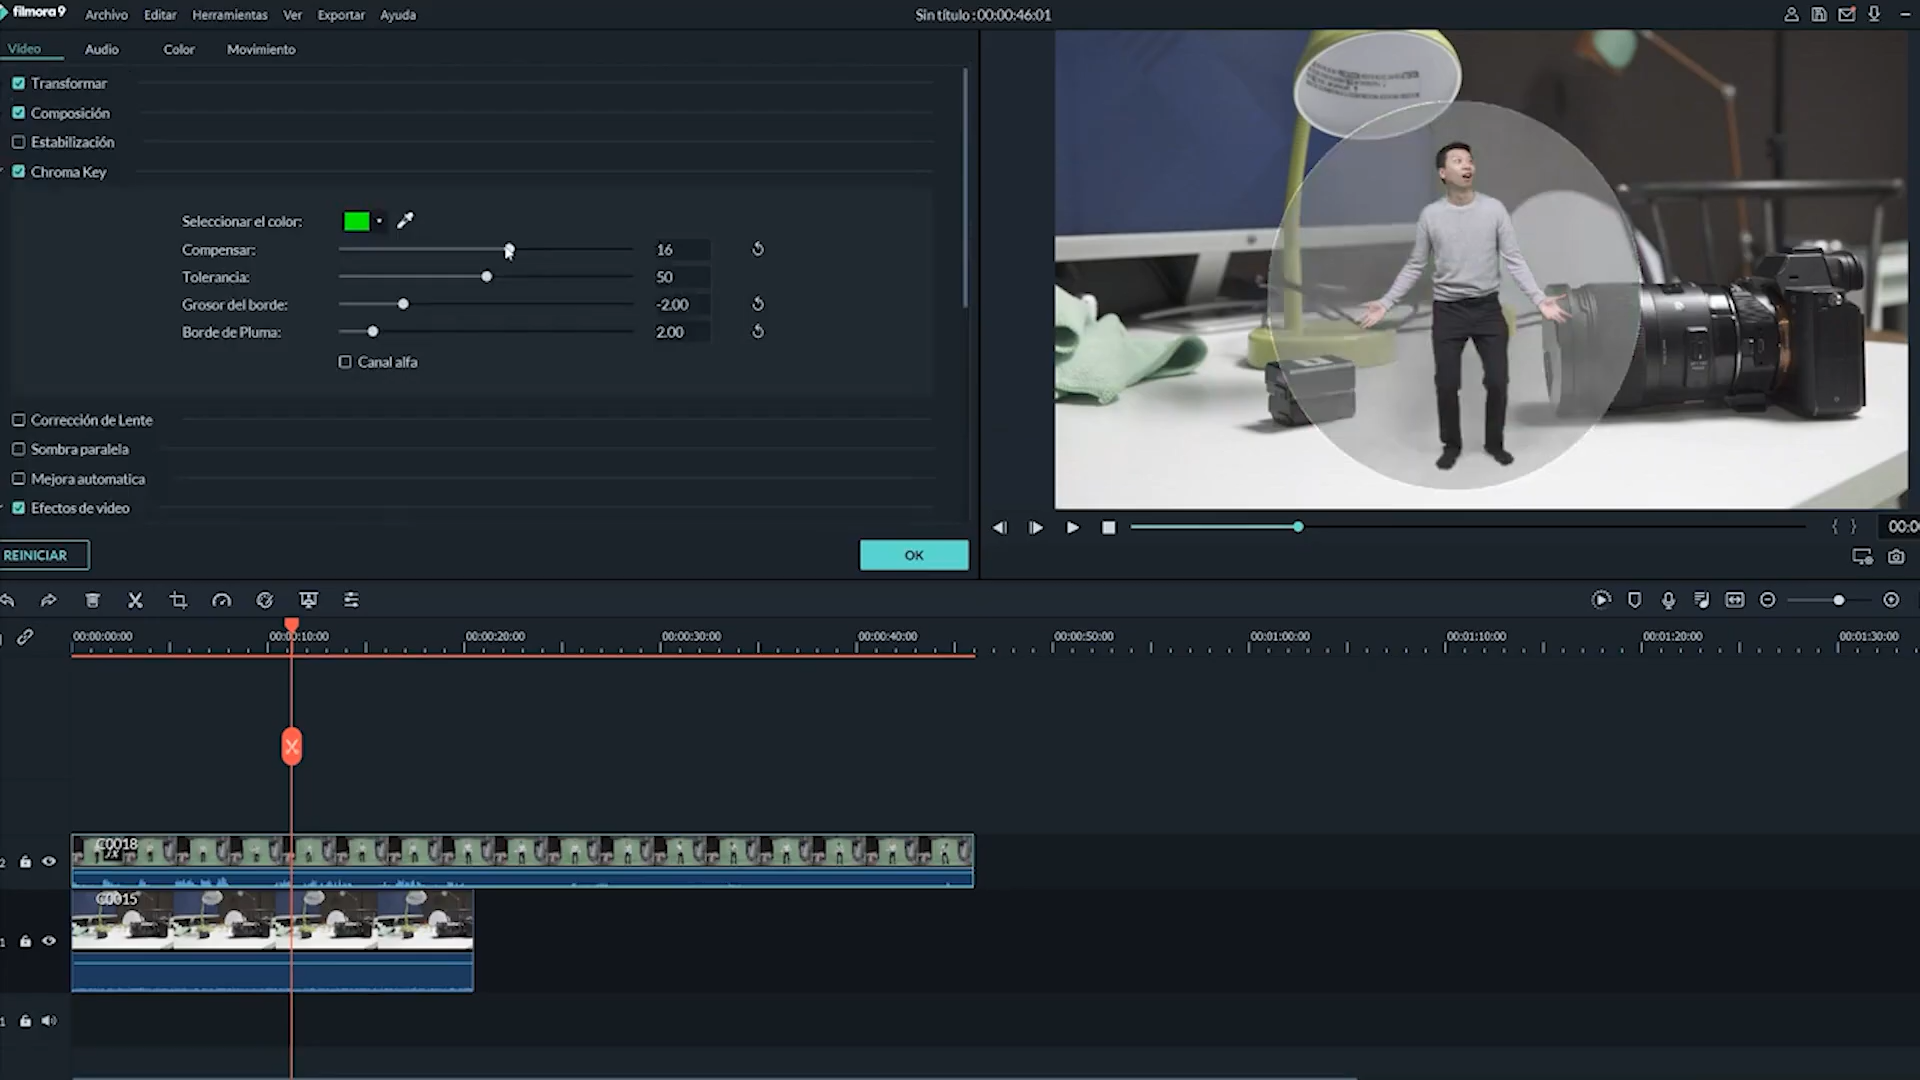 filmora9 Archivo Editar Herramientas Ver Exportar Ayuda Sin título : 00:00:46:01
Video Audio Color Movimiento
Transformar
Composición
Estabilización
Chroma Key
Seleccionar el color:
Compensar: 16
Tolerancia: 50
Grosor del borde: -2.00
Borde de Pluma: 2.00
Canal alfa
Corrección de Lente
Sombra paralela
Mejora automatica
Efectos de video
REINICIAR OK
{ } 00:0
00:00:00:00 00:00:10:00 00:00:20:00 00:00:30:00 00:00:40:00 00:00:50:00 00:01:00:00 00:01:10:00 00:01:20:00 00:01:30:00
C0018
2
C0015
1
1